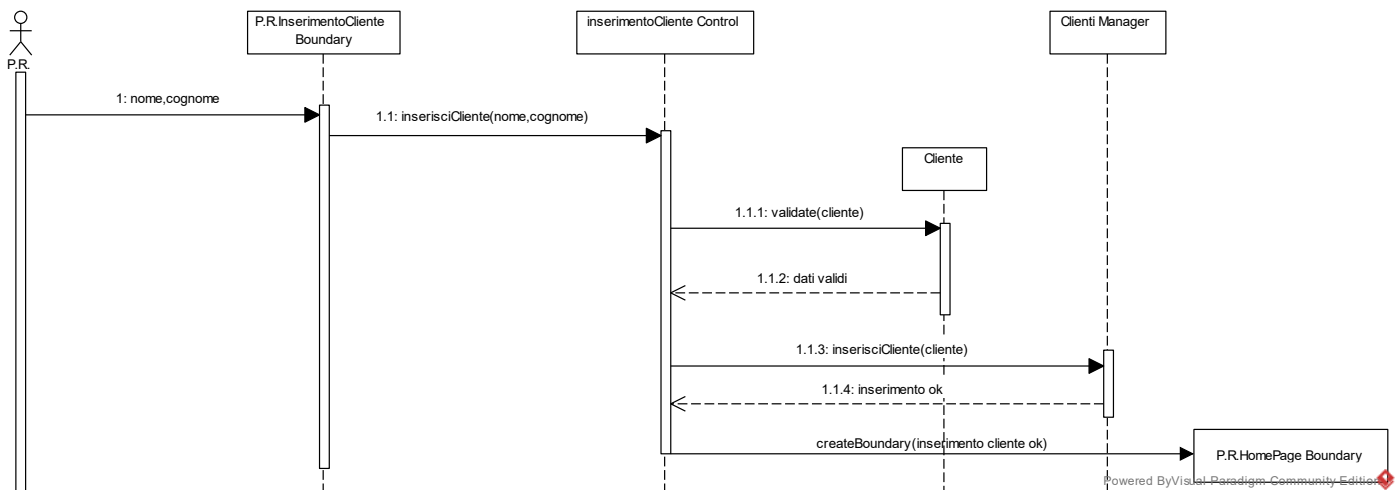 P.R.
P.R.InserimentoCliente
Boundary
inserimentoCliente Control
Clienti Manager
1: nome,cognome
1.1: inserisciCliente(nome,cognome)
Cliente
1.1.1: validate(cliente)
1.1.2: dati validi
1.1.3: inserisciCliente(cliente)
1.1.4: inserimento ok
createBoundary(inserimento cliente ok)
P.R.HomePage Boundary
Powered ByVisual Paradigm Community Edition